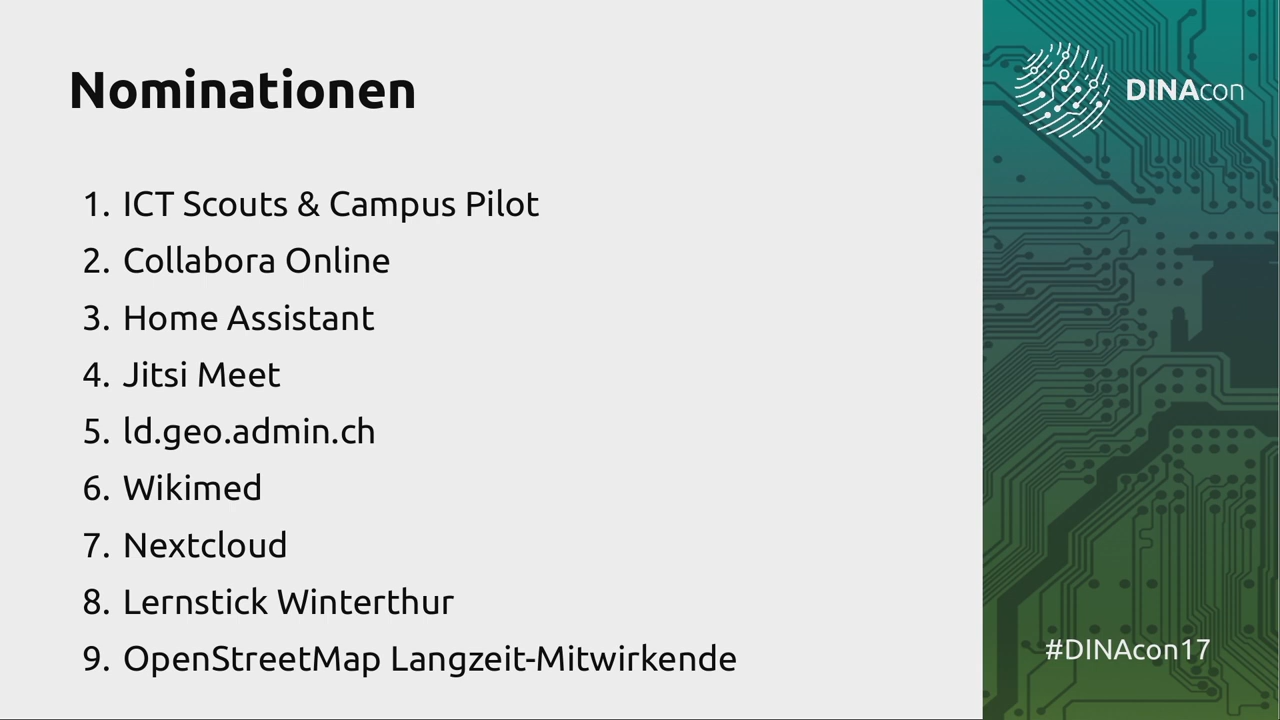 Nominationen
1. ICT Scouts & Campus Pilot
2. Collabora Online
3. Home Assistant
4. Jitsi Meet
5. ld.geo.admin.ch
6. Wikimed
7. Nextcloud
8. Lernstick Winterthur
9. OpenStreetMap Langzeit-Mitwirkende
DINAcon
#DINAcon17